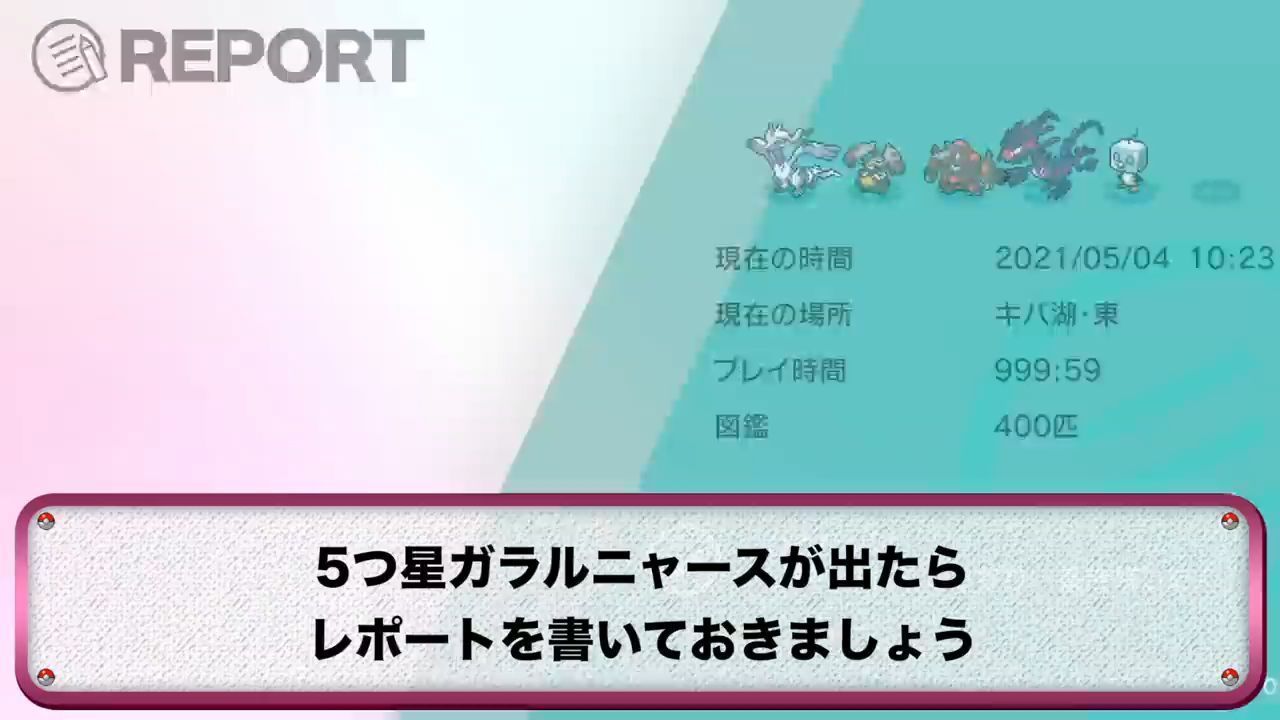 REPORT
現在の時間 2021/05/04 10:23
現在の場所 キバ湖・東
プレイ時間 999:59
図鑑 400匹
5つ星ガラルニャースが出たら
レポートを書いておきましょう